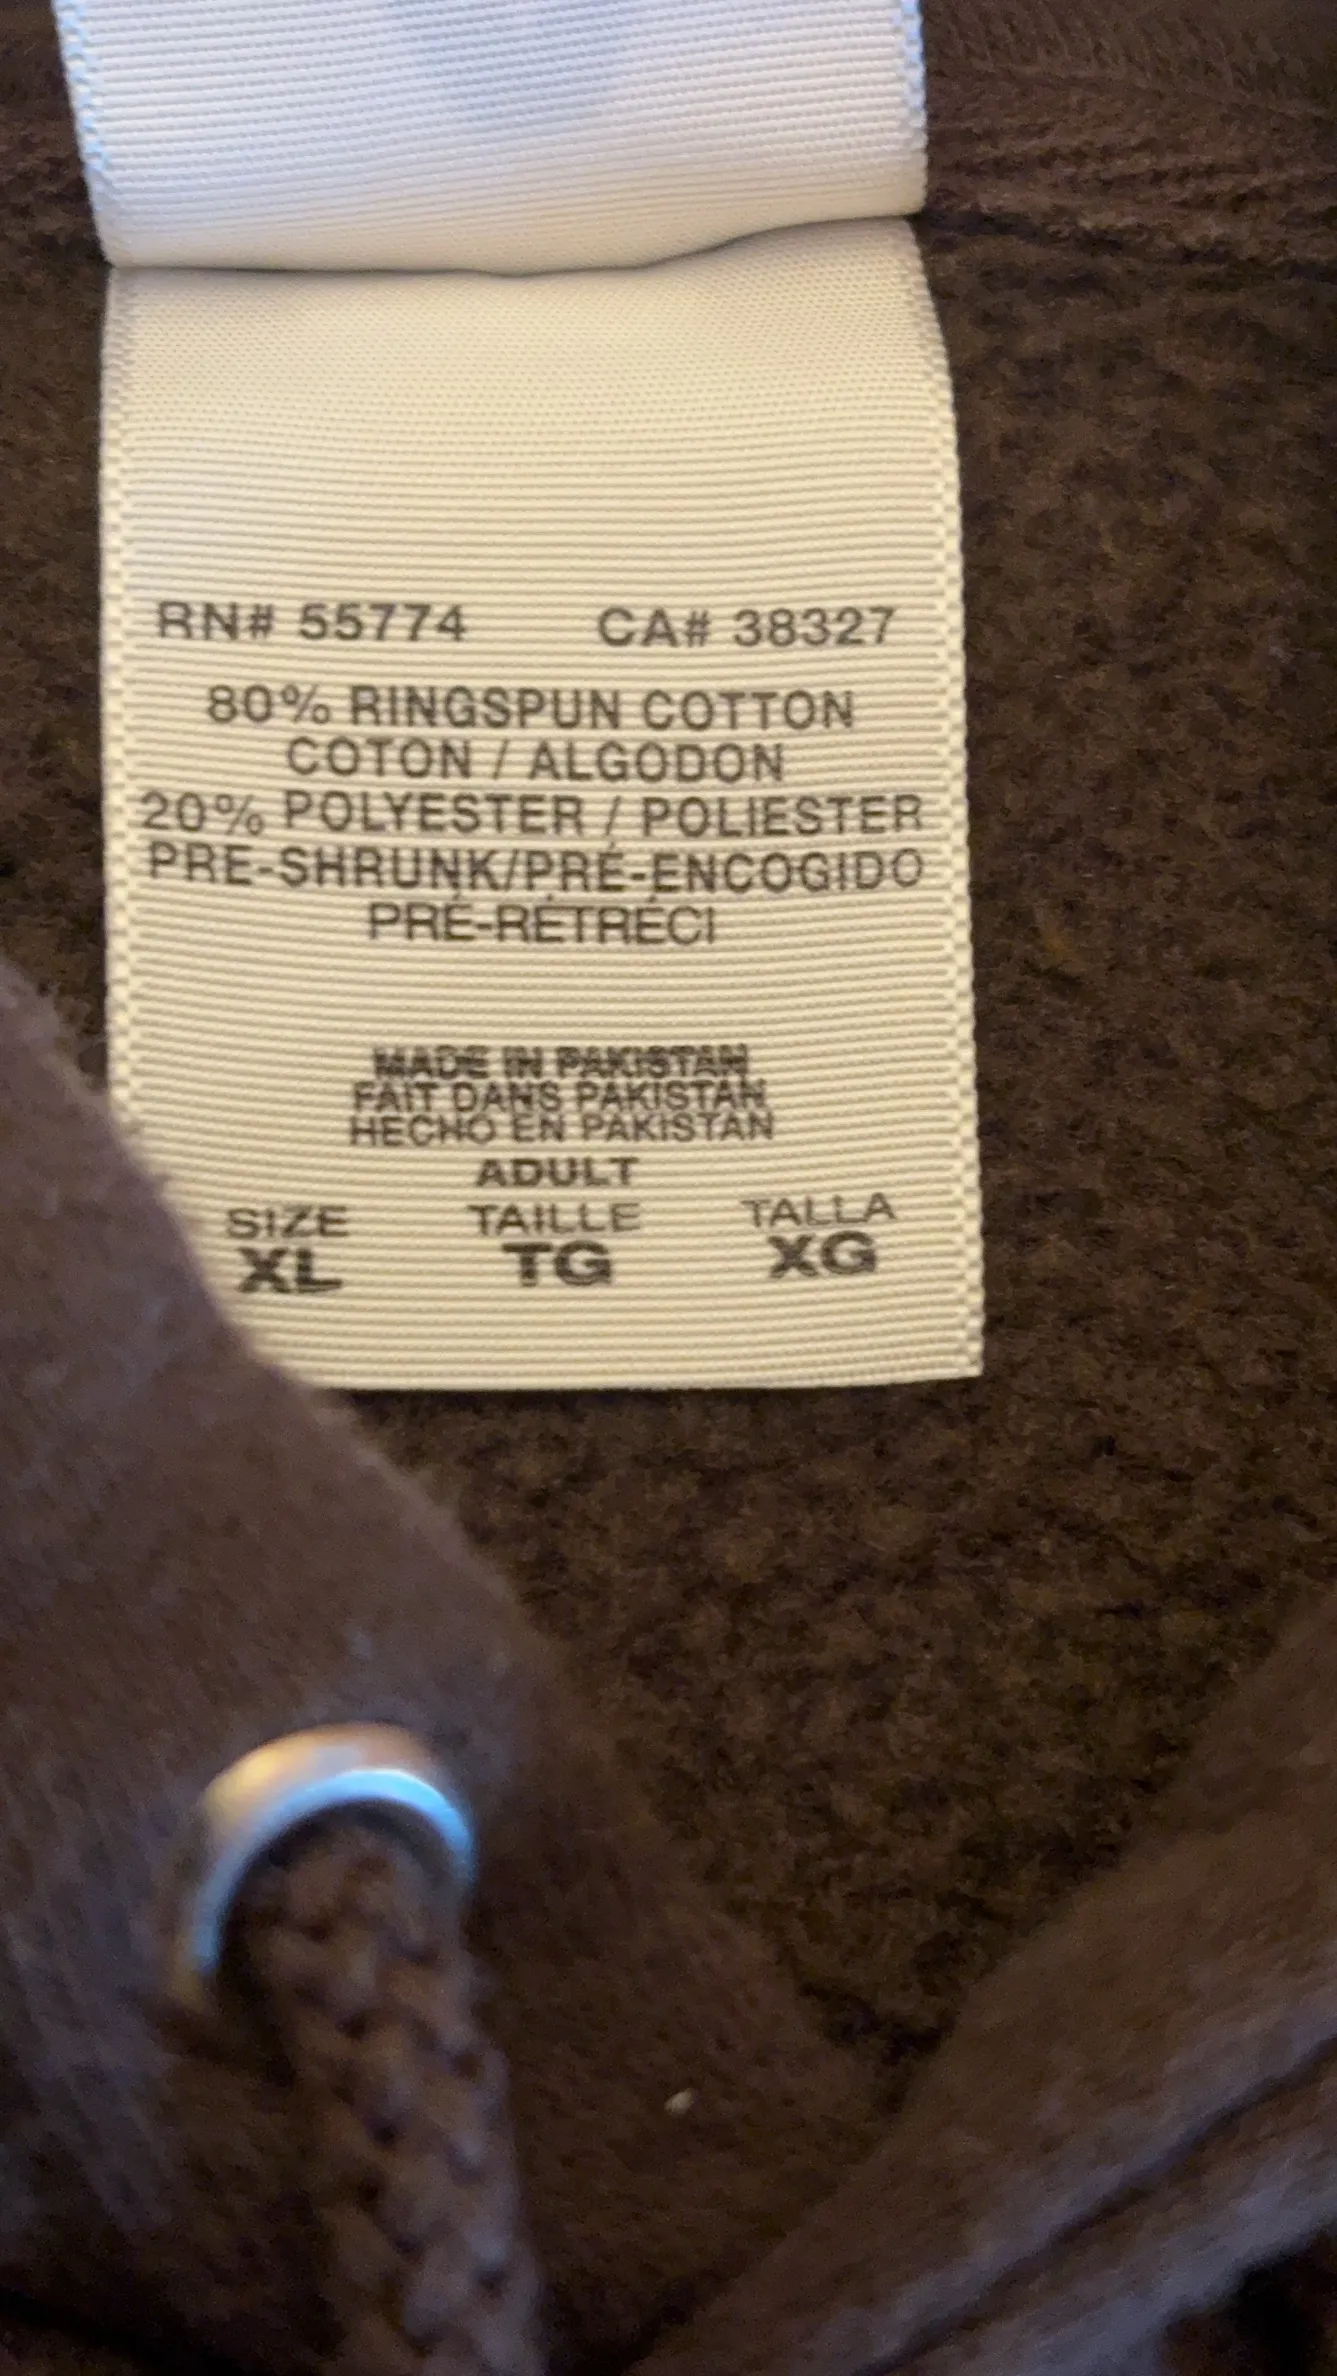 RN# 55774 CA# 38327
80% RINGSPUN COTTON
COTON / ALGODON
20% POLYESTER / POLIESTER
PRE-SHRUNK/PRÉ-ENCOGIDO
PRÉ-RÉTRÉCI
MADE IN PAKISTAN
FAIT DANS PAKISTAN
HECHO EN PAKISTAN
ADULT
SIZE TAILLE TALLA
XL TG XG